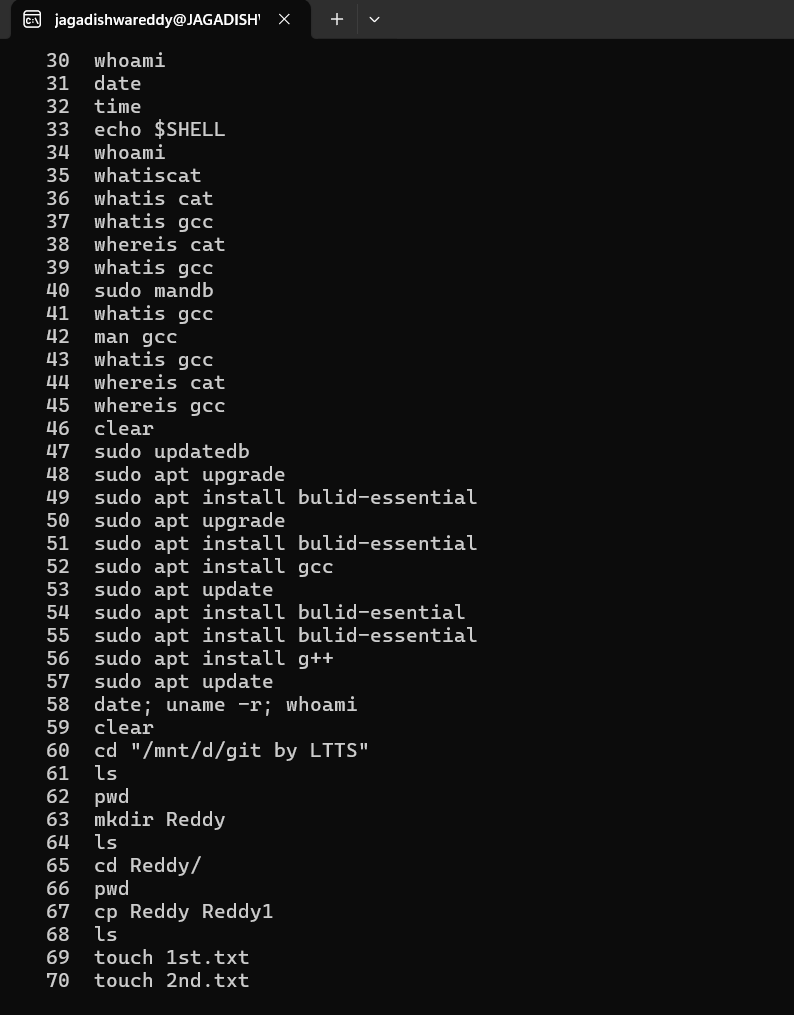 jagadishwareddy@JAGADISH
30 whoami
31 date
32 time
33 echo $SHELL
34 whoami
35 whatiscat
36 whatis cat
37 whatis gcc
38 whereis cat
39 whatis gcc
40 sudo mandb
41 whatis gcc
42 man gcc
43 whatis gcc
44 whereis cat
45 whereis gcc
46 clear
47 sudo updatedb
48 sudo apt upgrade
49 sudo apt install bulid-essential
50 sudo apt upgrade
51 sudo apt install bulid-essential
52 sudo apt install gcc
53 sudo apt update
54 sudo apt install bulid-esential
55 sudo apt install bulid-essential
56 sudo apt install g++
57 sudo apt update
58 date; uname -r; whoami
59 clear
60 cd "/mnt/d/git by LTTS"
61 ls
62 pwd
63 mkdir Reddy
64 ls
65 cd Reddy/
66 pwd
67 cp Reddy Reddy1
68 ls
69 touch 1st.txt
70 touch 2nd.txt